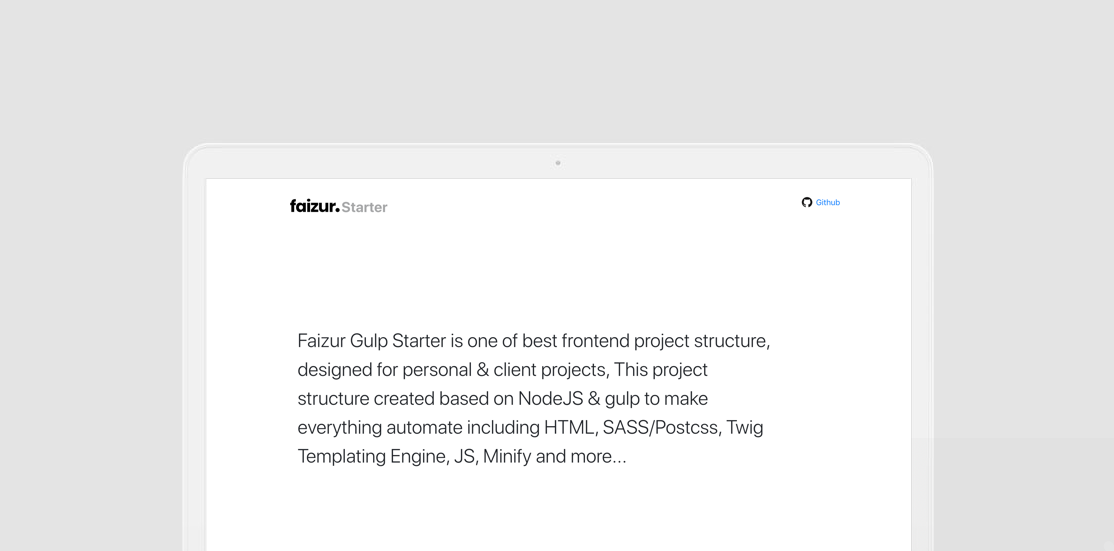 faizur.Starter
Github
Faizur Gulp Starter is one of best frontend project structure,
designed for personal & client projects, This project
structure created based on NodeJS & gulp to make
everything automate including HTML, SASS/Postcss, Twig
Templating Engine, JS, Minify and more...